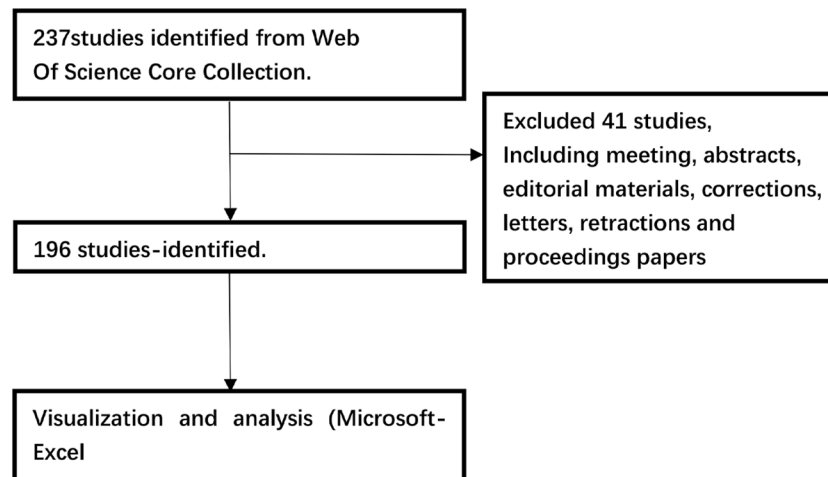 237studies identified from Web
Of Science Core Collection.
Excluded 41 studies,
Including meeting, abstracts,
editorial materials, corrections,
letters, retractions and
proceedings papers
196 studies-identified.
Visualization and analysis (Microsoft-
Excel